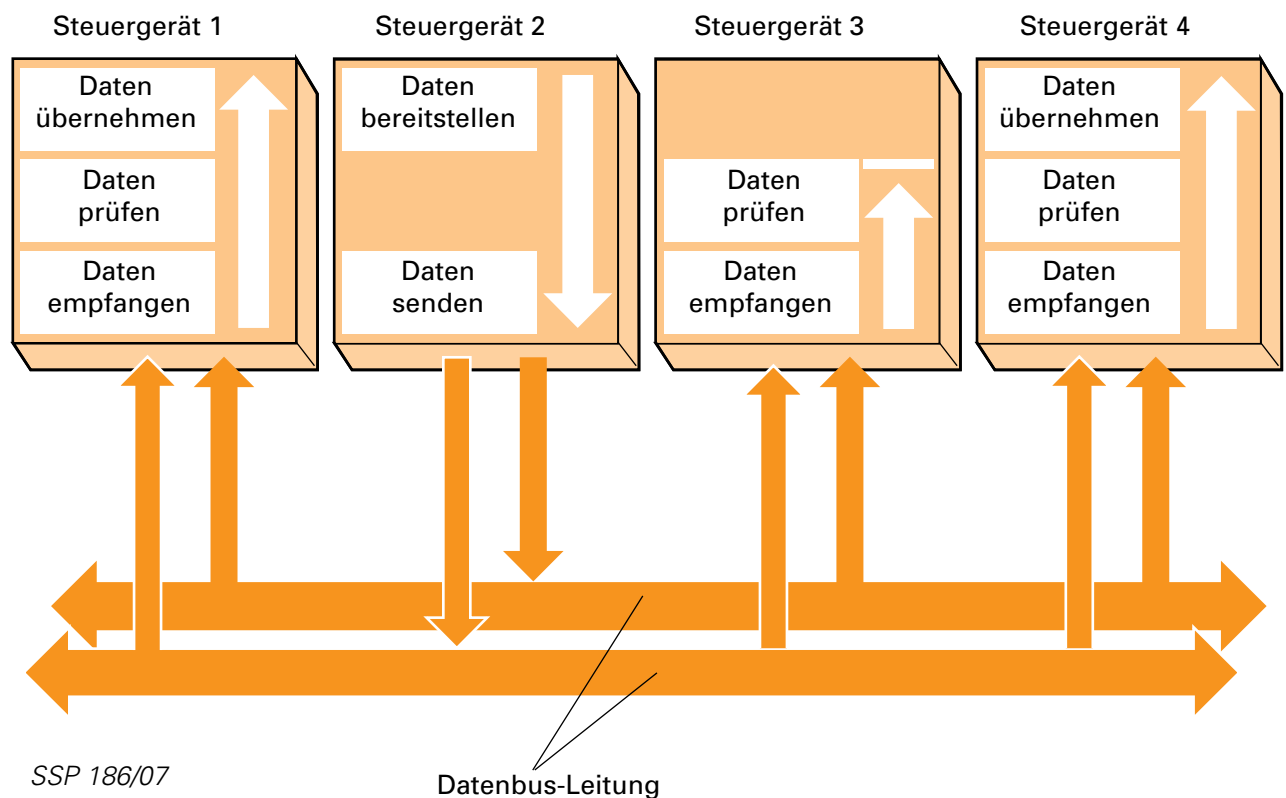 Steuergerät 1
Steuergerät 2
Steuergerät 3
Steuergerät 4
Daten
übernehmen
Daten
prüfen
Daten
empfangen
Daten
bereitstellen
Daten
senden
Daten
prüfen
Daten
empfangen
Daten
übernehmen
Daten
prüfen
Daten
empfangen
SSP 186/07
Datenbus-Leitung